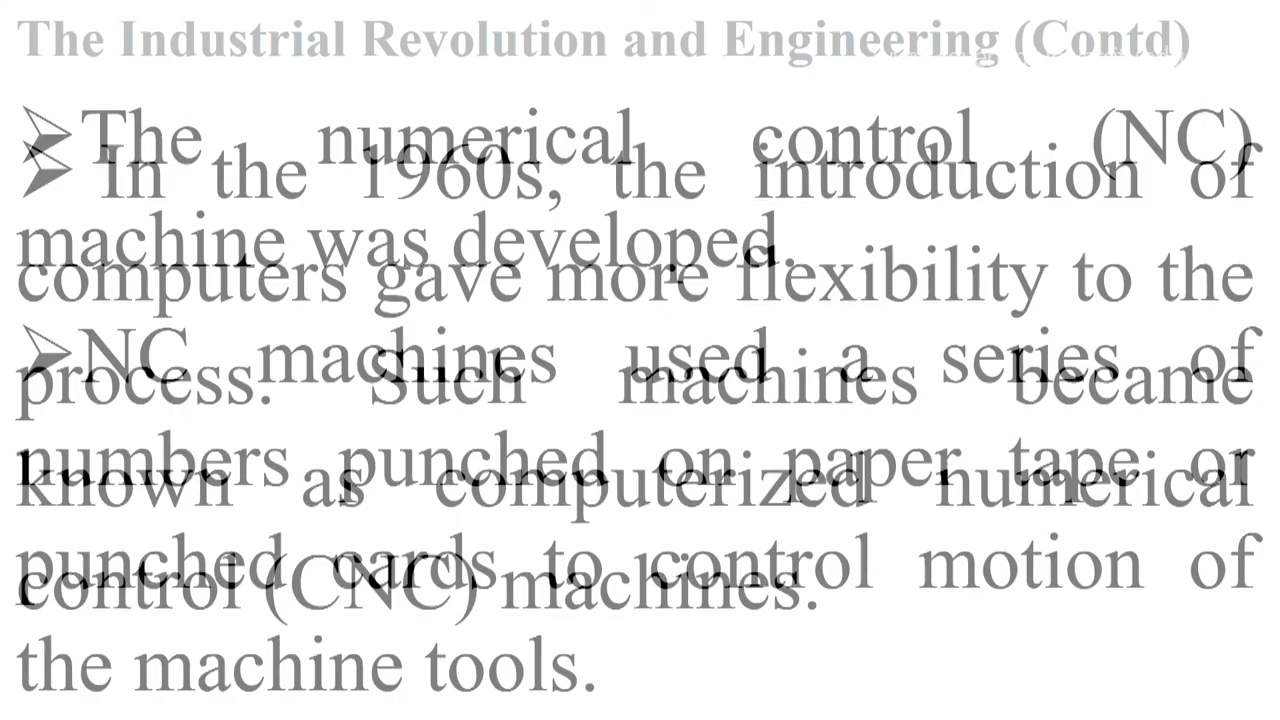 The Industrial Revolution and Engineering (Contd)
➢The numerical control (NC)
machine was developed.
➢NC machines used a series of
numbers punched on paper tape or
punched cards to control motion of
the machine tools.
➢ In the 1960s, the introduction of
computers gave more flexibility to the
process. Such machines became
known as computerized numerical
control (CNC) machines.